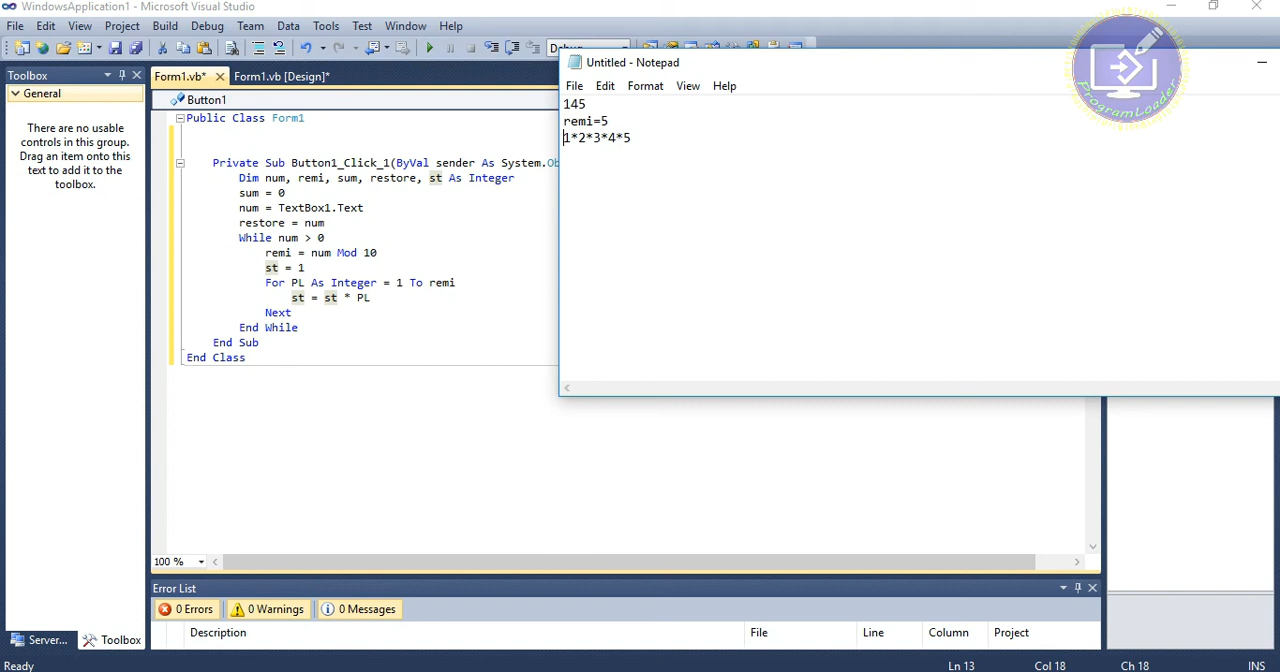 WindowsApplication1 - Microsoft Visual Studio
File Edit View Project Build Debug Team Data Tools Test Window Help
Debug
Toolbox
General
There are no usable
controls in this group.
Drag an item onto this
text to add it to the
toolbox.
Server...
Toolbox
Form1.vb*
Form1.vb [Design]*
Button1
Public Class Form1
Private Sub Button1_Click_1(ByVal sender As System.Ob
Dim num, remi, sum, restore, st As Integer
sum = 0
num = TextBox1.Text
restore = num
While num > 0
remi = num Mod 10
st = 1
For PL As Integer = 1 To remi
st = st * PL
Next
End While
End Sub
End Class
100 %
Untitled - Notepad
File Edit Format View Help
145
remi=5
1*2*3*4*5
ProgramLoader.
Error List
0 Errors
0 Warnings
0 Messages
Description File Line Column Project
Ready Ln 13 Col 18 Ch 18 INS